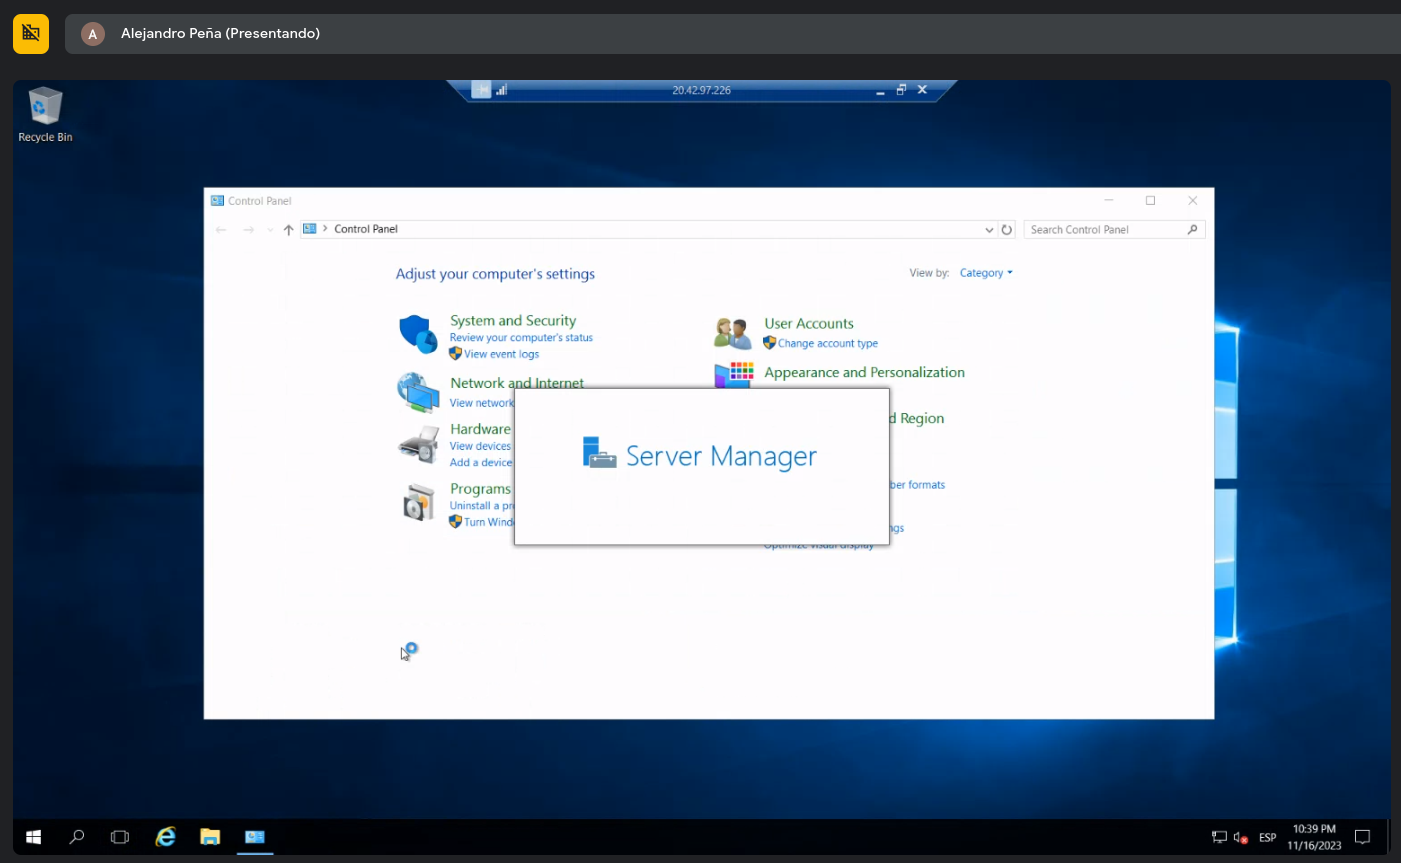 A
Alejandro Peña (Presentando)
20.42.97.226
Recycle Bin
Control Panel
Control Panel
Search Control Panel
Adjust your computer's settings
View by: Category
System and Security
Review your computer's status
View event logs
Network and Internet
View network
Hardware
View devices
Add a device
Programs
Uninstall a pr
Turn Wind
User Accounts
Change account type
Appearance and Personalization
d Region
ber formats
ngs
Optimize visual display
Server Manager
ESP
10:39 PM
11/16/2023